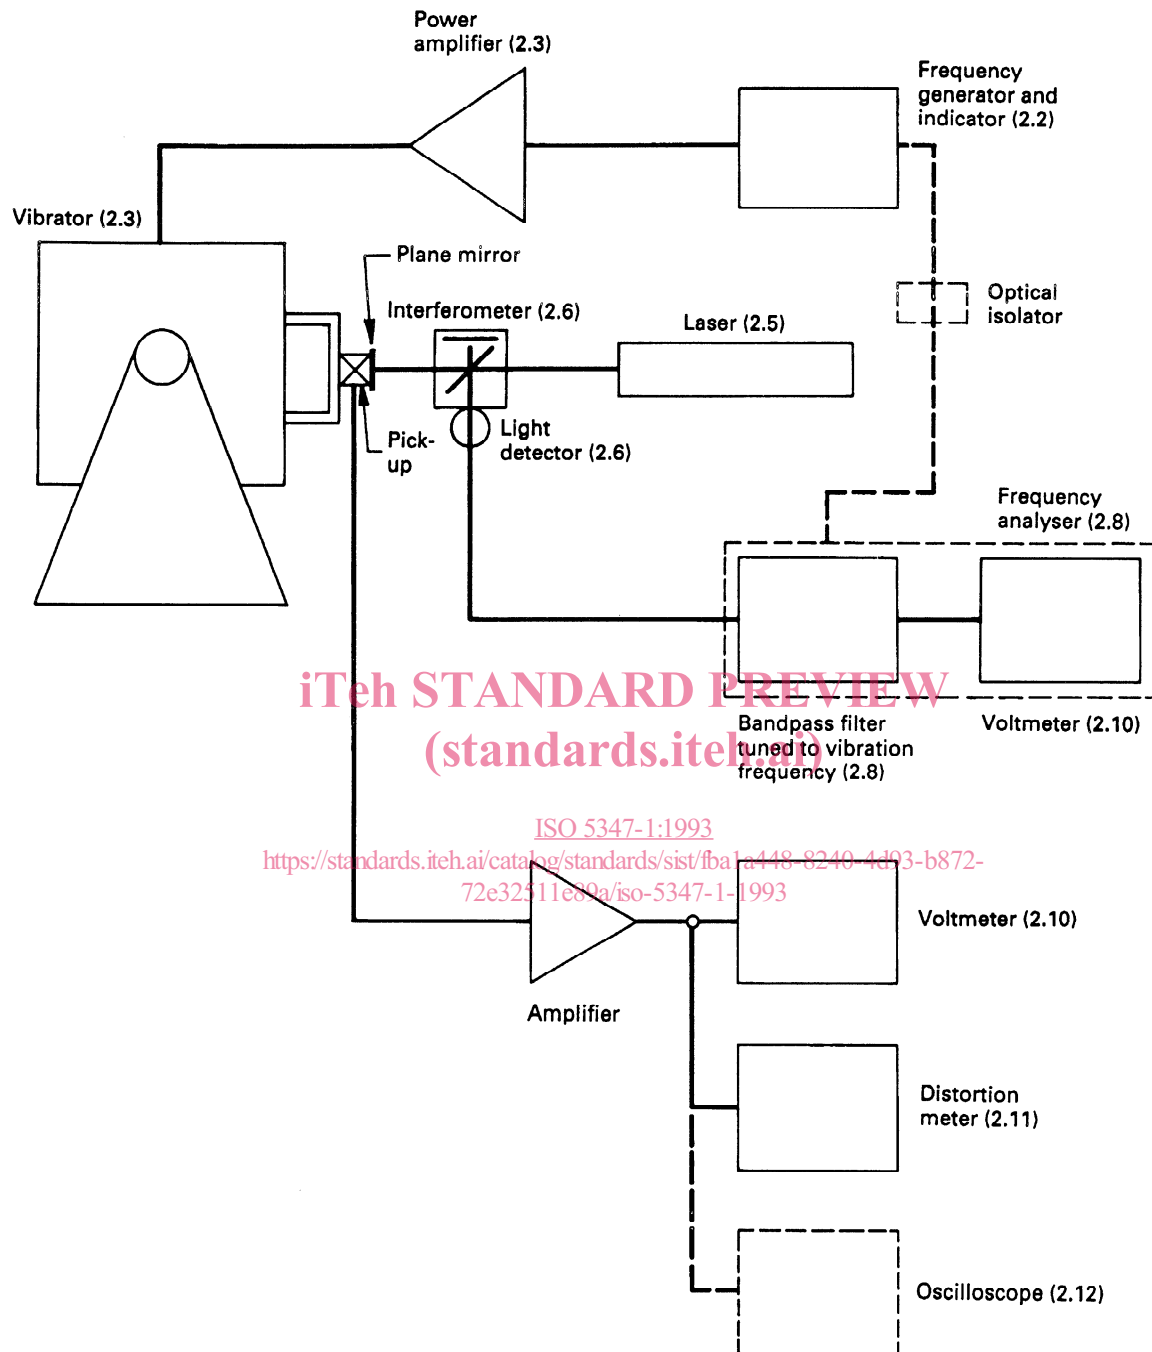 Power
amplifier (2.3)
Frequency
generator and
indicator (2.2)
Vibrator (2.3)
Plane mirror
Optical
isolator
Interferometer (2.6)
Laser (2.5)
Pick-
up
Light
detector (2.6)
Frequency
analyser (2.8)
iTeh STANDARD PREVIEW
(standards.iteh.ai)
Bandpass filter
tuned to vibration
frequency (2.8)
Voltmeter (2.10)
ISO 5347-1:1993
https://standards.iteh.ai/catalog/standards/sist/fba1a448-8240-4d93-b872-
72e32511e89a/iso-5347-1-1993
Voltmeter (2.10)
Amplifier
Distortion
meter (2.11)
Oscilloscope (2.12)